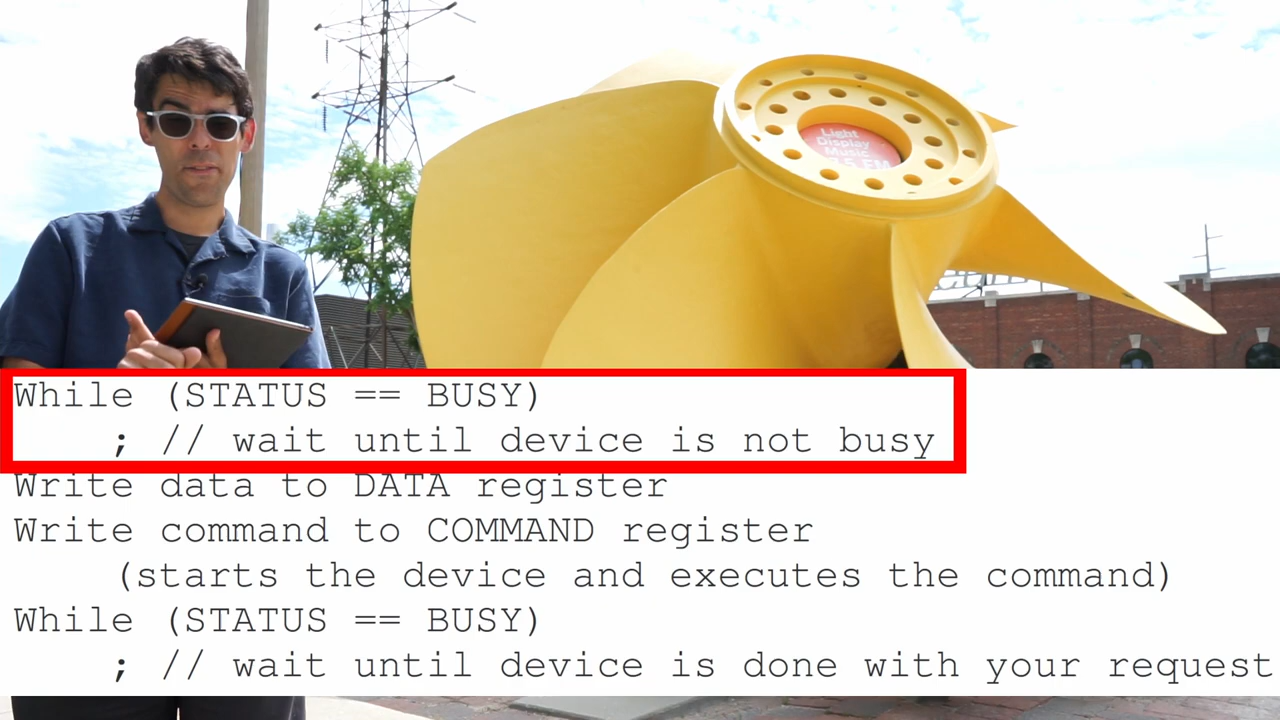 Light
Display
Music
FM
While (STATUS == BUSY)
; // wait until device is not busy
Write data to DATA register
Write command to COMMAND register
(starts the device and executes the command)
While (STATUS == BUSY)
; // wait until device is done with your request